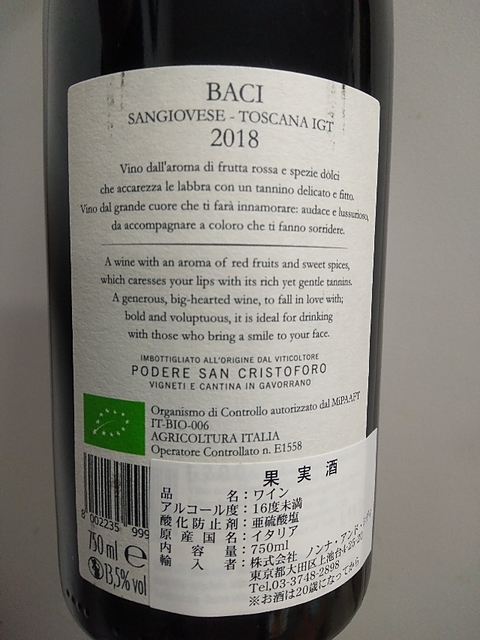 BACI
SANGIOVESE - TOSCANA IGT
2018
Vino dall'aroma di frutta rossa e spezie dolci
che accarezza le labbra con un tannino delicato e fitto.
Vino dal grande cuore che ti farà innamorare: audace e lussurioso,
da accompagnare a coloro che ti fanno sorridere.
A wine with an aroma of red fruits and sweet spices,
which caresses your lips with its rich yet gentle tannins.
A generous, big-hearted wine, to fall in love with;
bold and voluptuous, it is ideal for drinking
with those who bring a smile to your face.
IMBOTTIGLIATO ALL'ORIGINE DAL VITICOLTORE
PODERE SAN CRISTOFORO
VIGNETI E CANTINA IN GAVORRANO
Organismo di Controllo autorizzato dal MiPAAFT
IT-BIO-006
AGRICOLTURA ITALIA
Operatore Controllato n. E1558
8 002235 999
750 ml e
13,5% vol
果実酒
品名：ワイン
アルコール度：16度未満
酸化防止剤：亜硫酸塩
原産国名：イタリア
内容量：750ml
輸入者：株式会社 ノンナ・アンド・
東京都大田区上池台4-25-
Tel.03-3748-2898
※お酒は20歳になってから